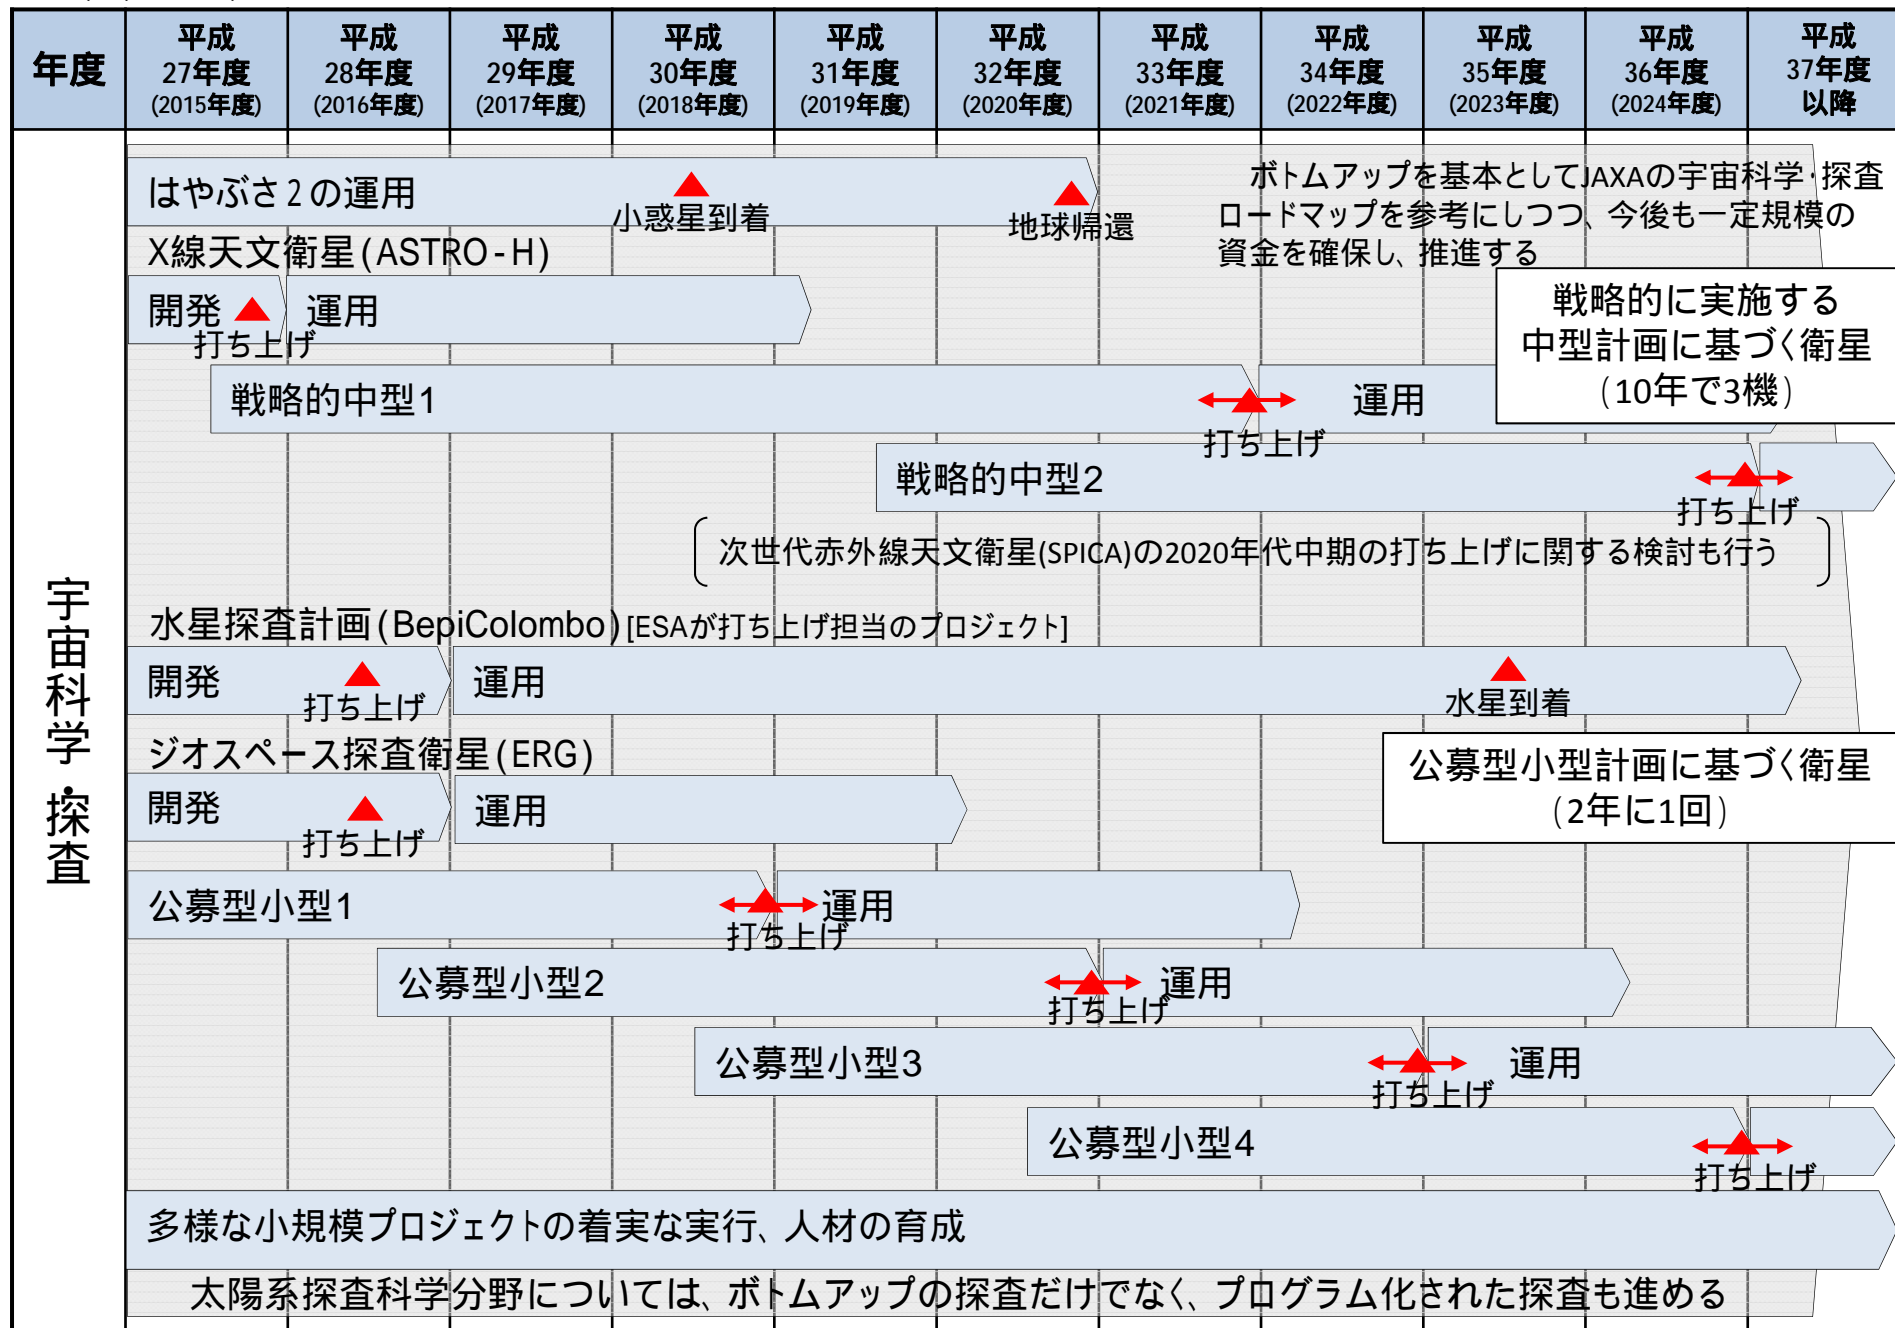 年度
平成
27年度
(2015年度)
平成
28年度
(2016年度)
平成
29年度
(2017年度)
平成
30年度
(2018年度)
平成
31年度
(2019年度)
平成
32年度
(2020年度)
平成
33年度
(2021年度)
平成
34年度
(2022年度)
平成
35年度
(2023年度)
平成
36年度
(2024年度)
平成
37年度
以降
宇宙科学・探査
はやぶさ2の運用
小惑星到着
地球帰還
ボトムアップを基本としてJAXAの宇宙科学・探査
ロードマップを参考にしつつ、今後も一定規模の
資金を確保し、推進する
X線天文衛星(ASTRO-H)
開発
打ち上げ
運用
戦略的に実施する
中型計画に基づく衛星
(10年で3機)
戦略的中型1
打ち上げ
運用
戦略的中型2
打ち上げ
次世代赤外線天文衛星(SPICA)の2020年代中期の打ち上げに関する検討も行う
水星探査計画(BepiColombo)[ESAが打ち上げ担当のプロジェクト]
開発
打ち上げ
運用
水星到着
ジオスペース探査衛星(ERG)
開発
打ち上げ
運用
公募型小型計画に基づく衛星
(2年に1回)
公募型小型1
打ち上げ
運用
公募型小型2
打ち上げ
運用
公募型小型3
打ち上げ
運用
公募型小型4
打ち上げ
多様な小規模プロジェクトの着実な実行、人材の育成
太陽系探査科学分野については、ボトムアップの探査だけでなく、プログラム化された探査も進める